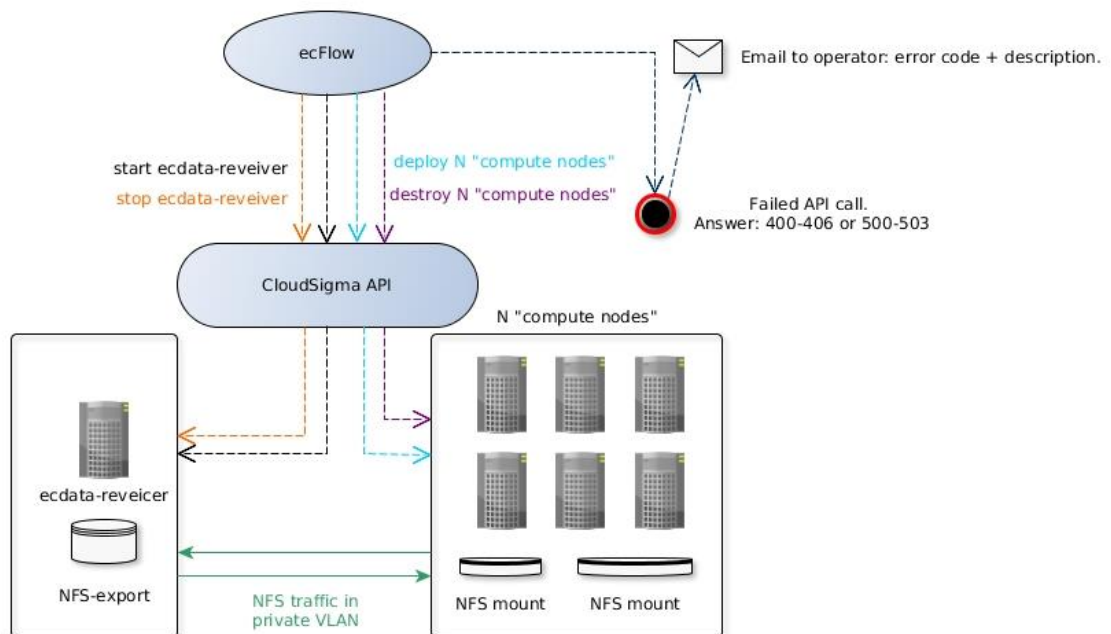 ecFlow
Email to operator: error code + description.
start ecdata-reveiver
stop ecdata-reveiver
deploy N "compute nodes"
destroy N "compute nodes"
Failed API call.
Answer: 400-406 or 500-503
CloudSigma API
N "compute nodes"
ecdata-reveicer
NFS-export
NFS traffic in
private VLAN
NFS mount
NFS mount